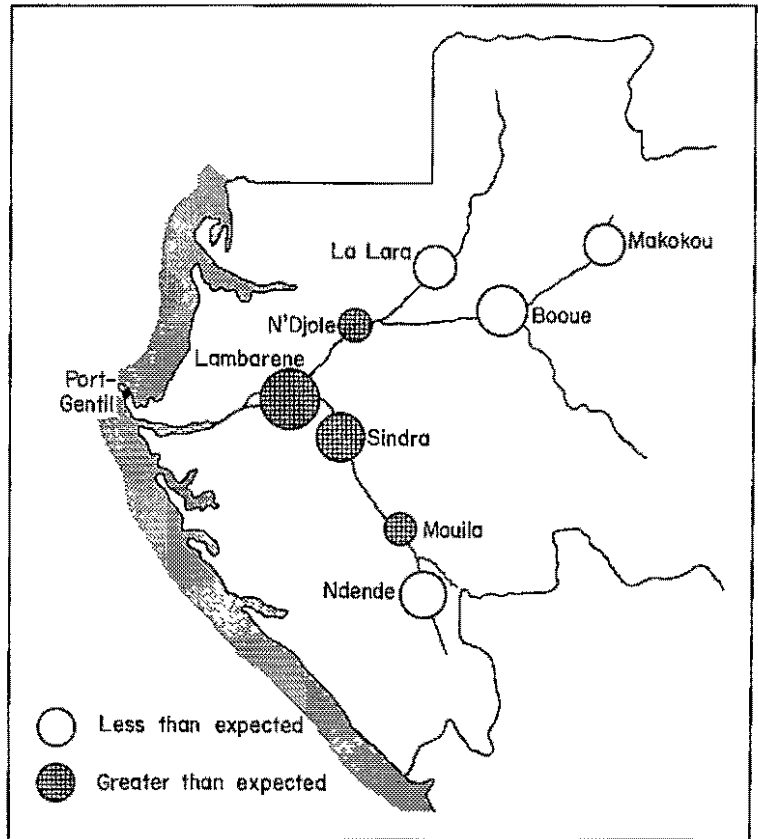 La Lara
Makokou
N'Djole
Booue
Lambarene
Port-
Gentil
Sindra
Mouila
Ndende
Less than expected
Greater than expected